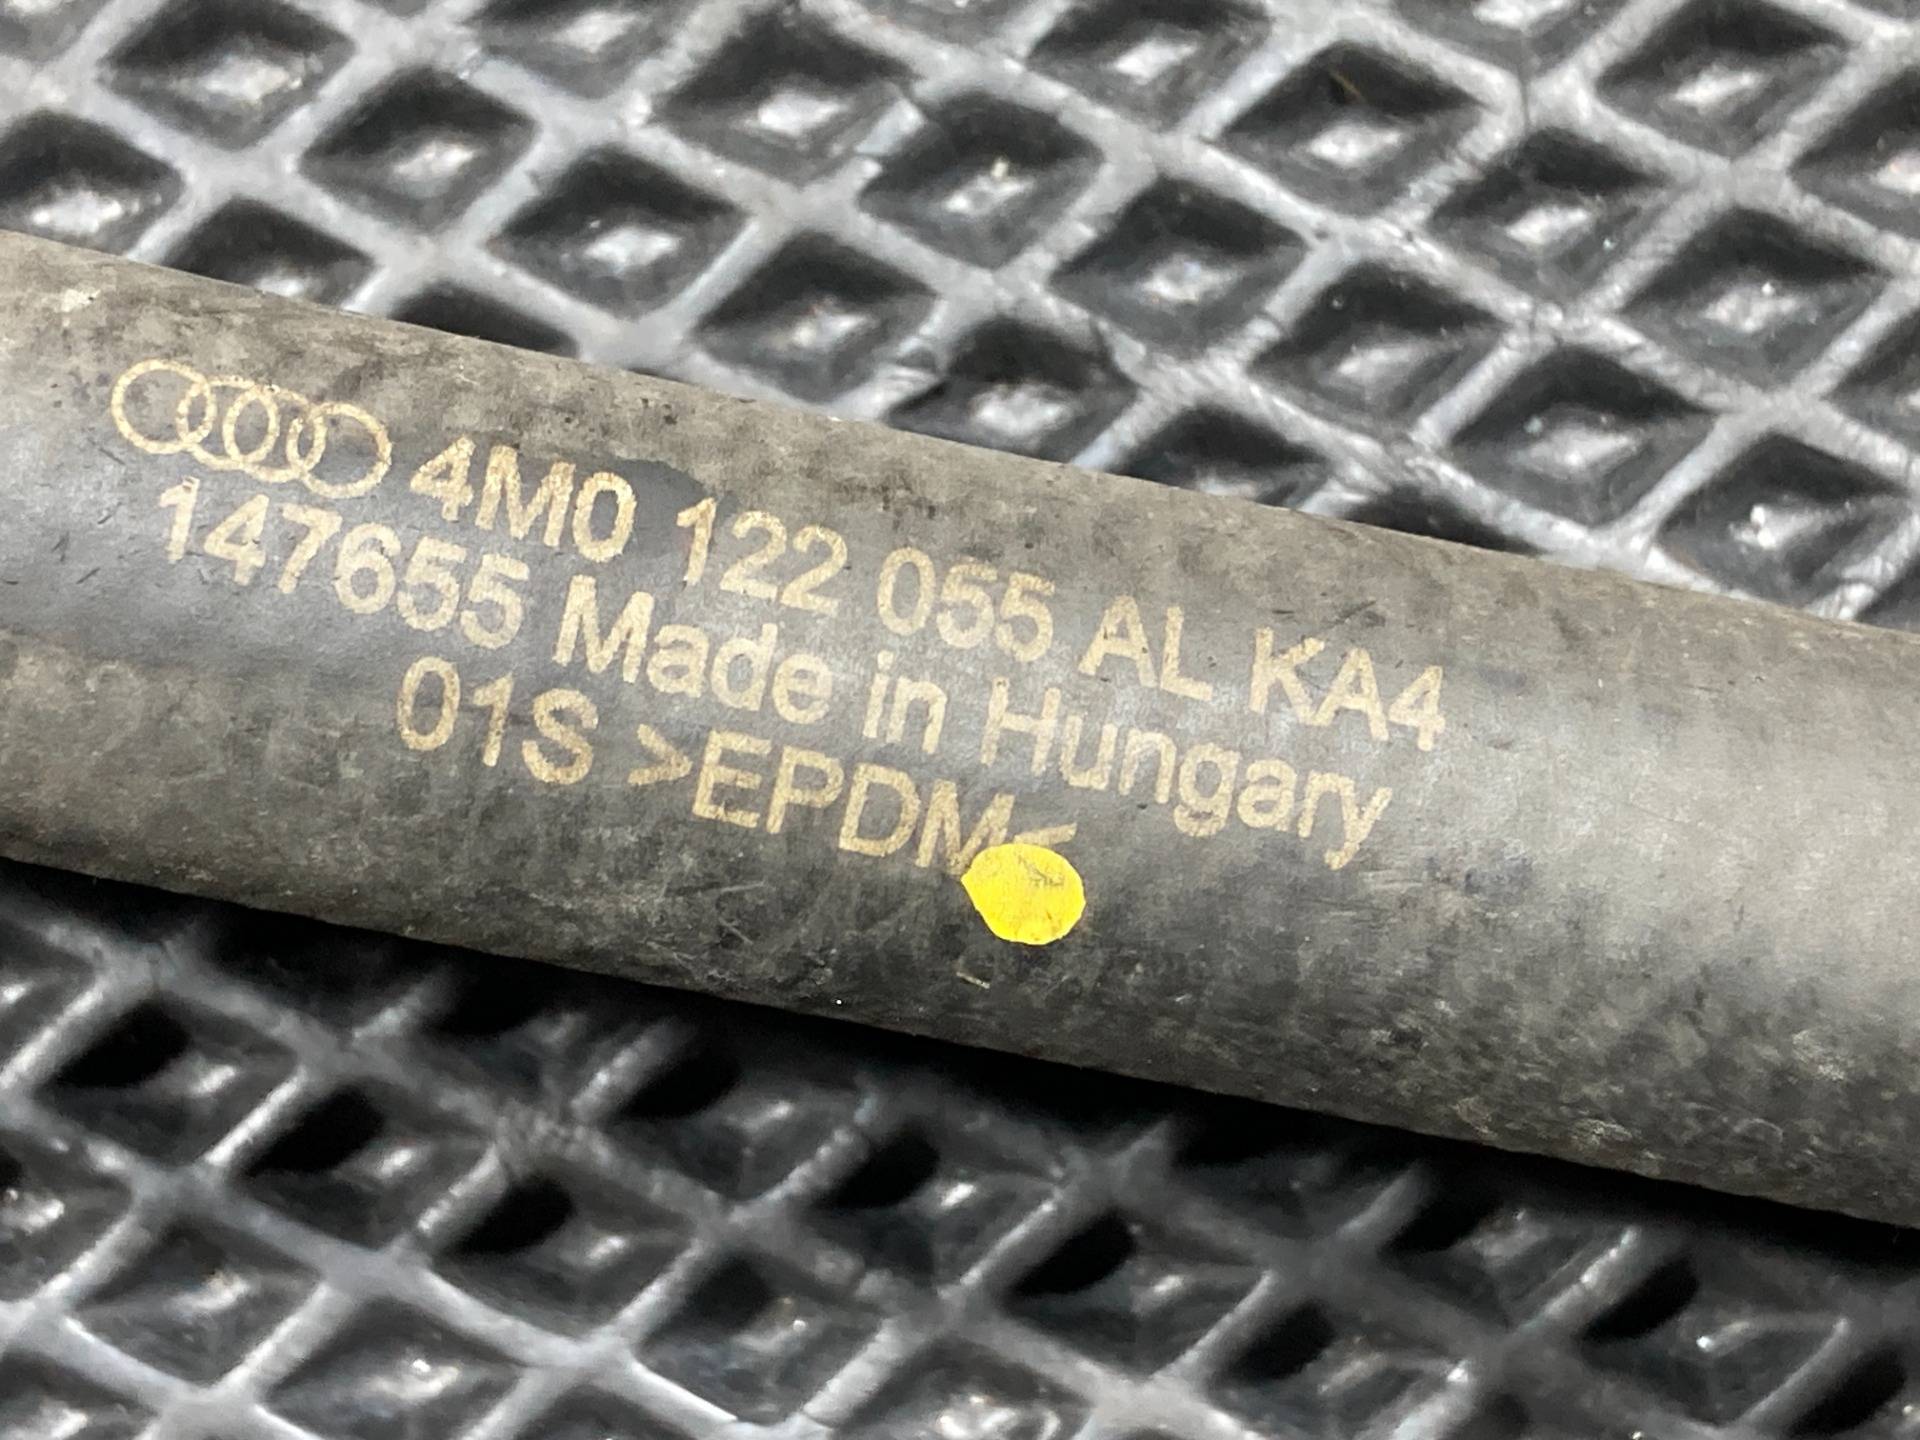 4M0 122 055 AL KA4
147655 Made in Hungary
01S >EPDM<